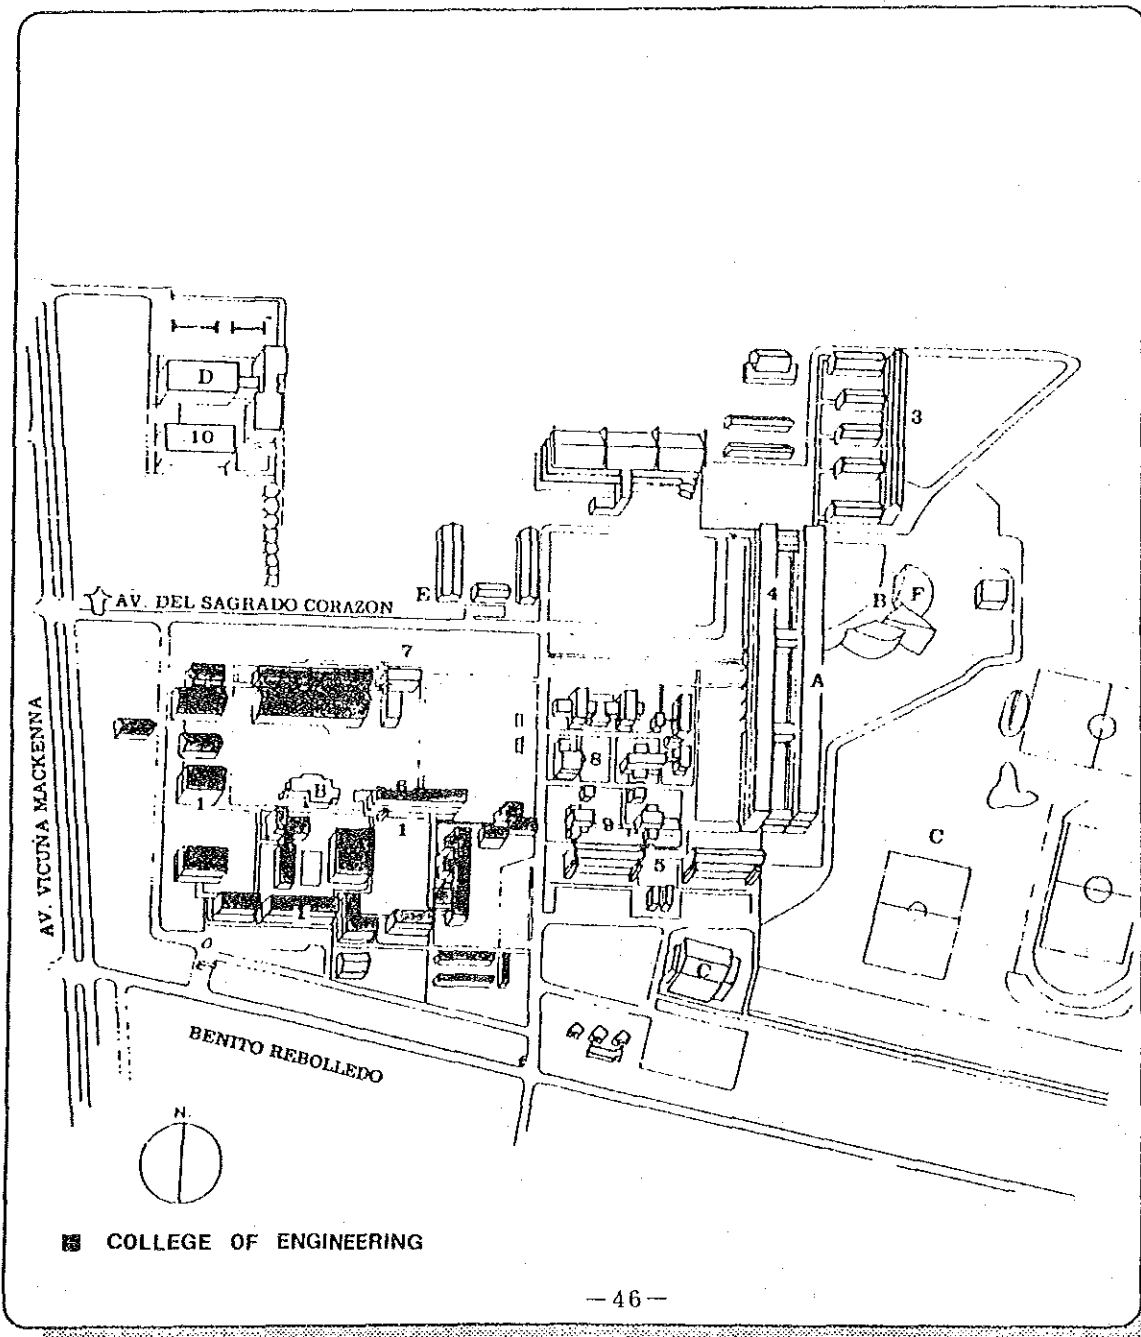 D
10
3
E
AV. DEL SAGRADO CORAZON
4
B
F
7
A
AV. VICUÑA MACKENNA
8
B
6
1
1
9
5
C
1
C
BENITO REBOLLEDO
N.
COLLEGE OF ENGINEERING
—46—